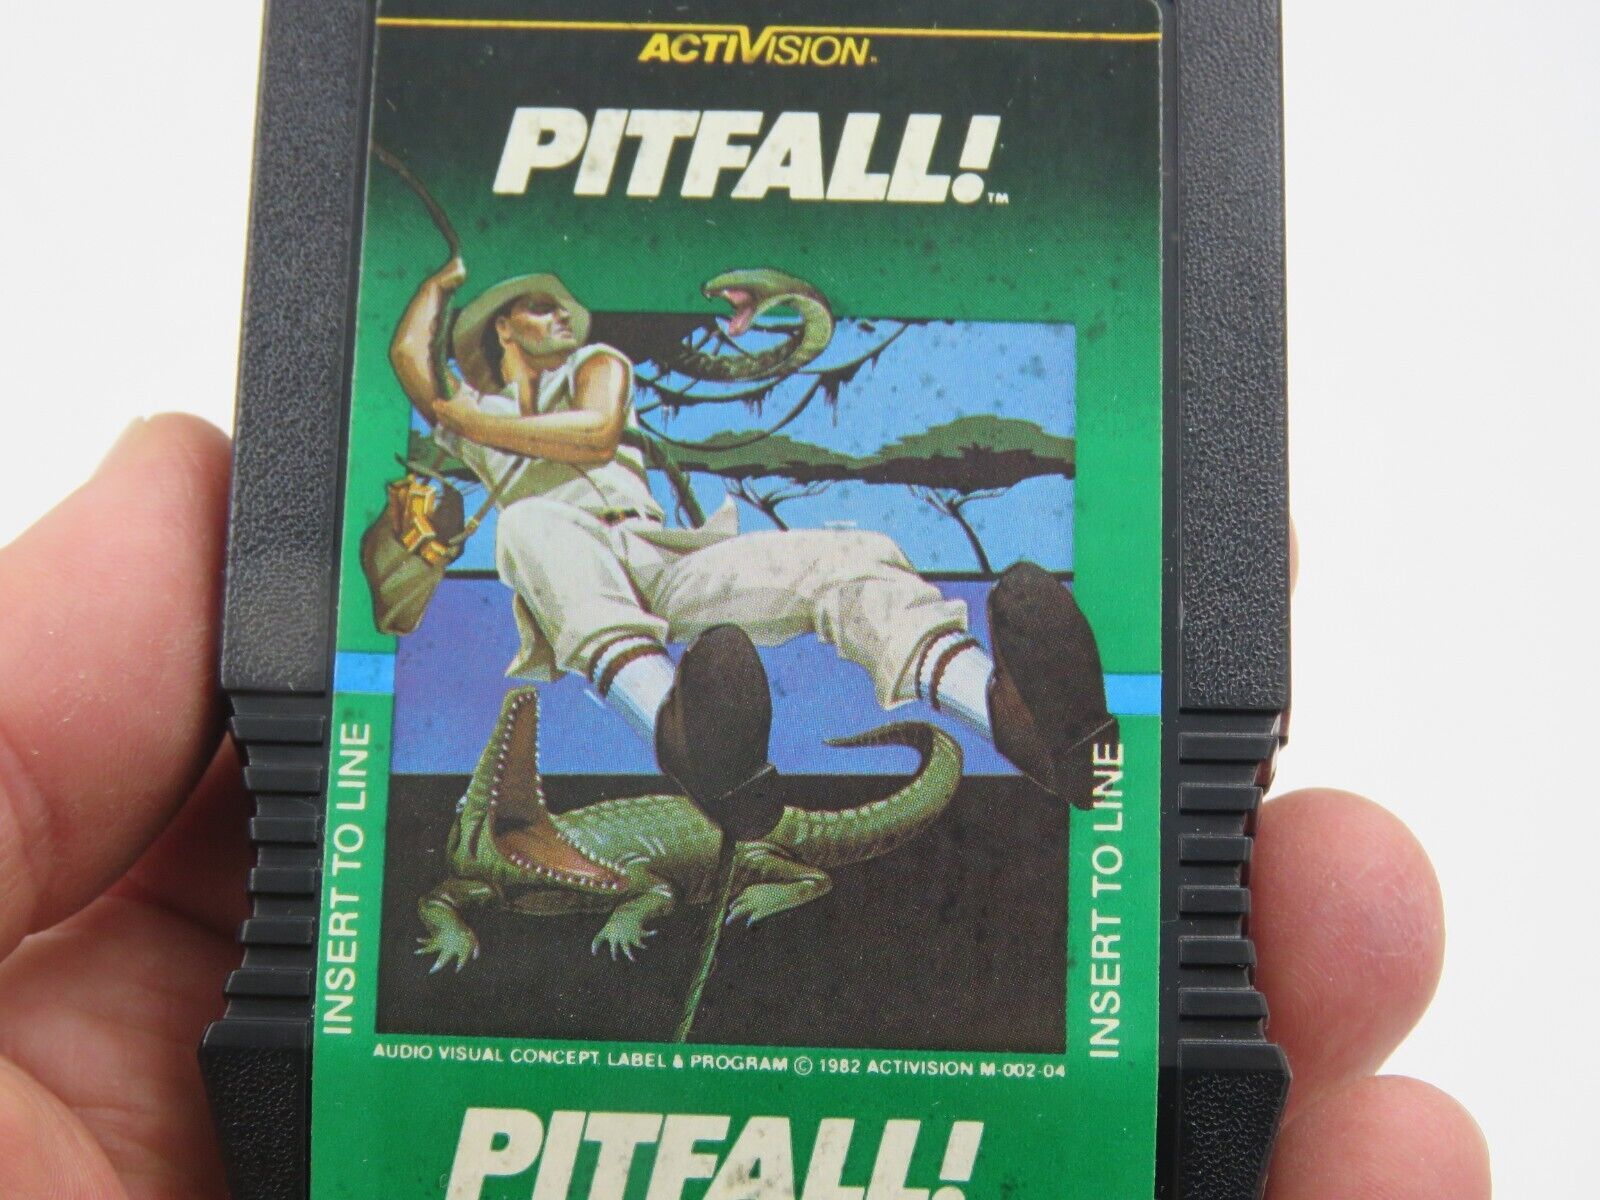 ACTIVISION.
PITFALL!™
INSERT TO LINE
INSERT TO LINE
AUDIO VISUAL CONCEPT, LABEL & PROGRAM © 1982 ACTIVISION M-002-04
PITFALL!